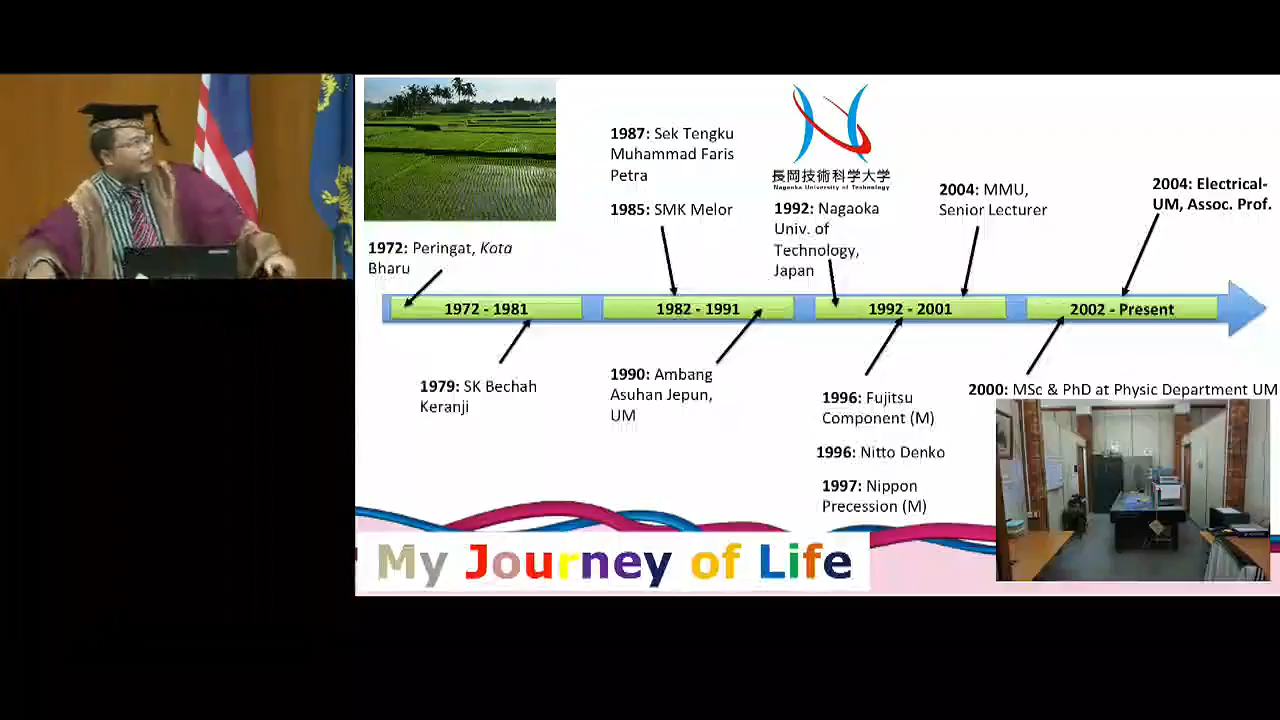 1987: Sek Tengku
Muhammad Faris
Petra
1985: SMK Melor
長岡技術科学大学
Nagaoka University of Technology
1992: Nagaoka
Univ. of
Technology,
Japan
2004: MMU,
Senior Lecturer
2004: Electrical-
UM, Assoc. Prof.
1972: Peringat, Kota
Bharu
1972 - 1981
1982 - 1991
1992 - 2001
2002 - Present
1979: SK Bechah
Keranji
1990: Ambang
Asuhan Jepun,
UM
1996: Fujitsu
Component (M)
1996: Nitto Denko
1997: Nippon
Precession (M)
2000: MSc & PhD at Physic Department UM
My Journey of Life